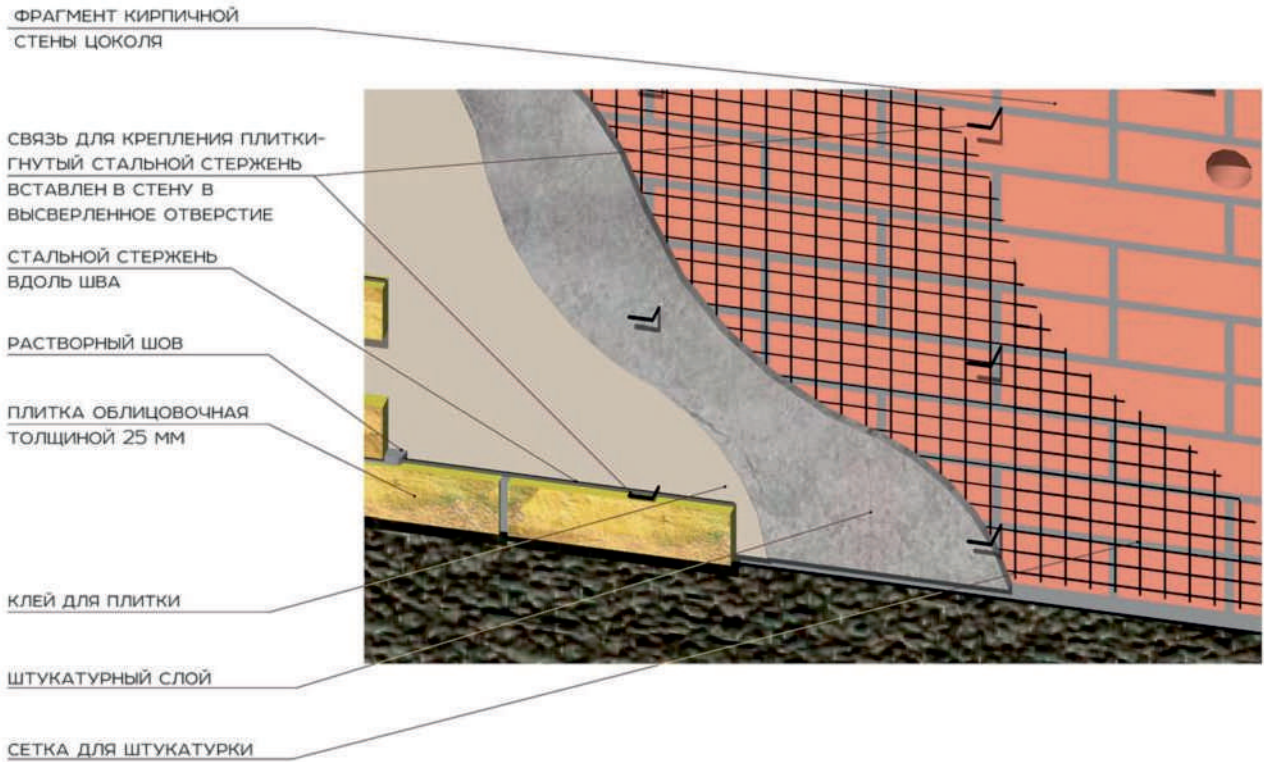 ФРАГМЕНТ КИРПИЧНОЙ
СТЕНЫ ЦОКОЛЯ
СВЯЗЬ ДЛЯ КРЕПЛЕНИЯ ПЛИТКИ-
ГНУТЫЙ СТАЛЬНОЙ СТЕРЖЕНЬ
ВСТАВЛЕН В СТЕНУ В
ВЫСВЕРЛЕННОЕ ОТВЕРСТИЕ
СТАЛЬНОЙ СТЕРЖЕНЬ
ВДОЛЬ ШВА
РАСТВОРНЫЙ ШОВ
ПЛИТКА ОБЛИЦОВОЧНАЯ
ТОЛЩИНОЙ 25 ММ
КЛЕЙ ДЛЯ ПЛИТКИ
ШТУКАТУРНЫЙ СЛОЙ
СЕТКА ДЛЯ ШТУКАТУРКИ